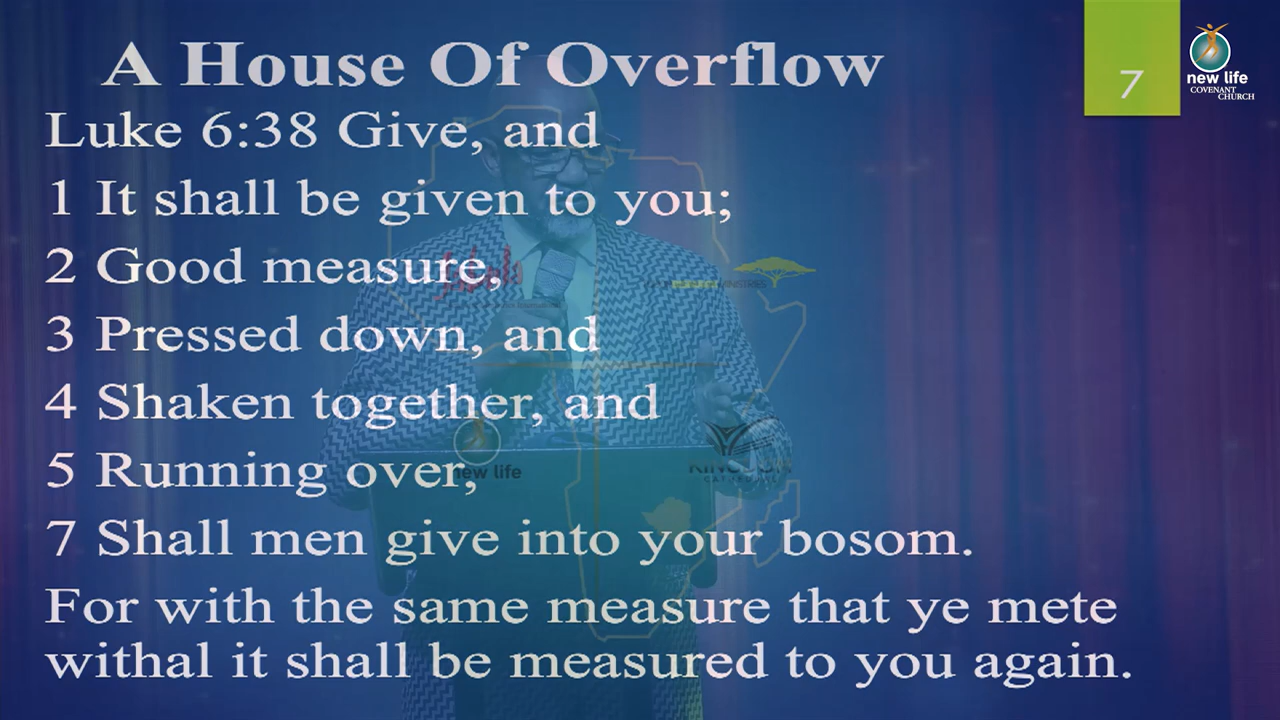 A House Of Overflow
7
new life
COVENANT
CHURCH
Luke 6:38 Give, and
1 It shall be given to you;
2 Good measure,
3 Pressed down, and
4 Shaken together, and
5 Running over,
new life
7 Shall men give into your bosom.
For with the same measure that ye mete
withal it shall be measured to you again.